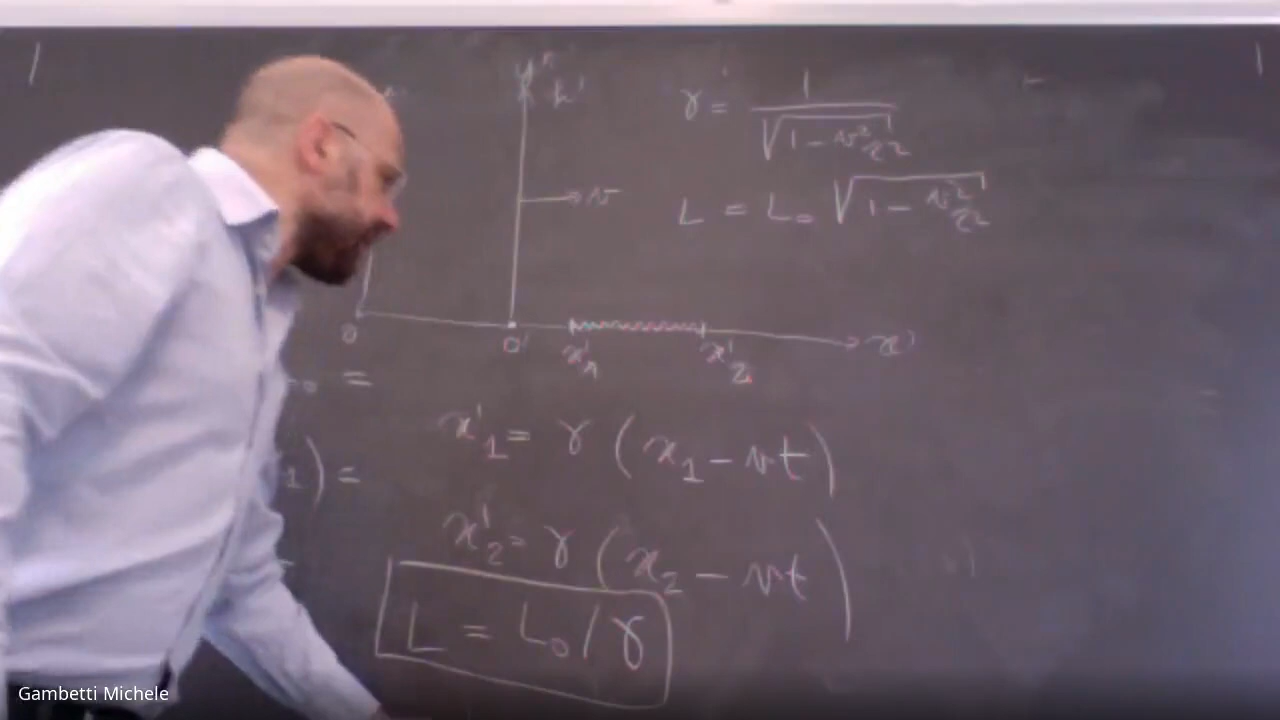 γ = 1 / √(1 - v²/c²)
L = L₀ √(1 - v²/c²)
→ v
O O' x'₁ x'₂ x'
=
1) = x'₁ = γ (x₁ - vt)
x'₂ = γ (x₂ - vt)
L = L₀ / γ
Gambetti Michele